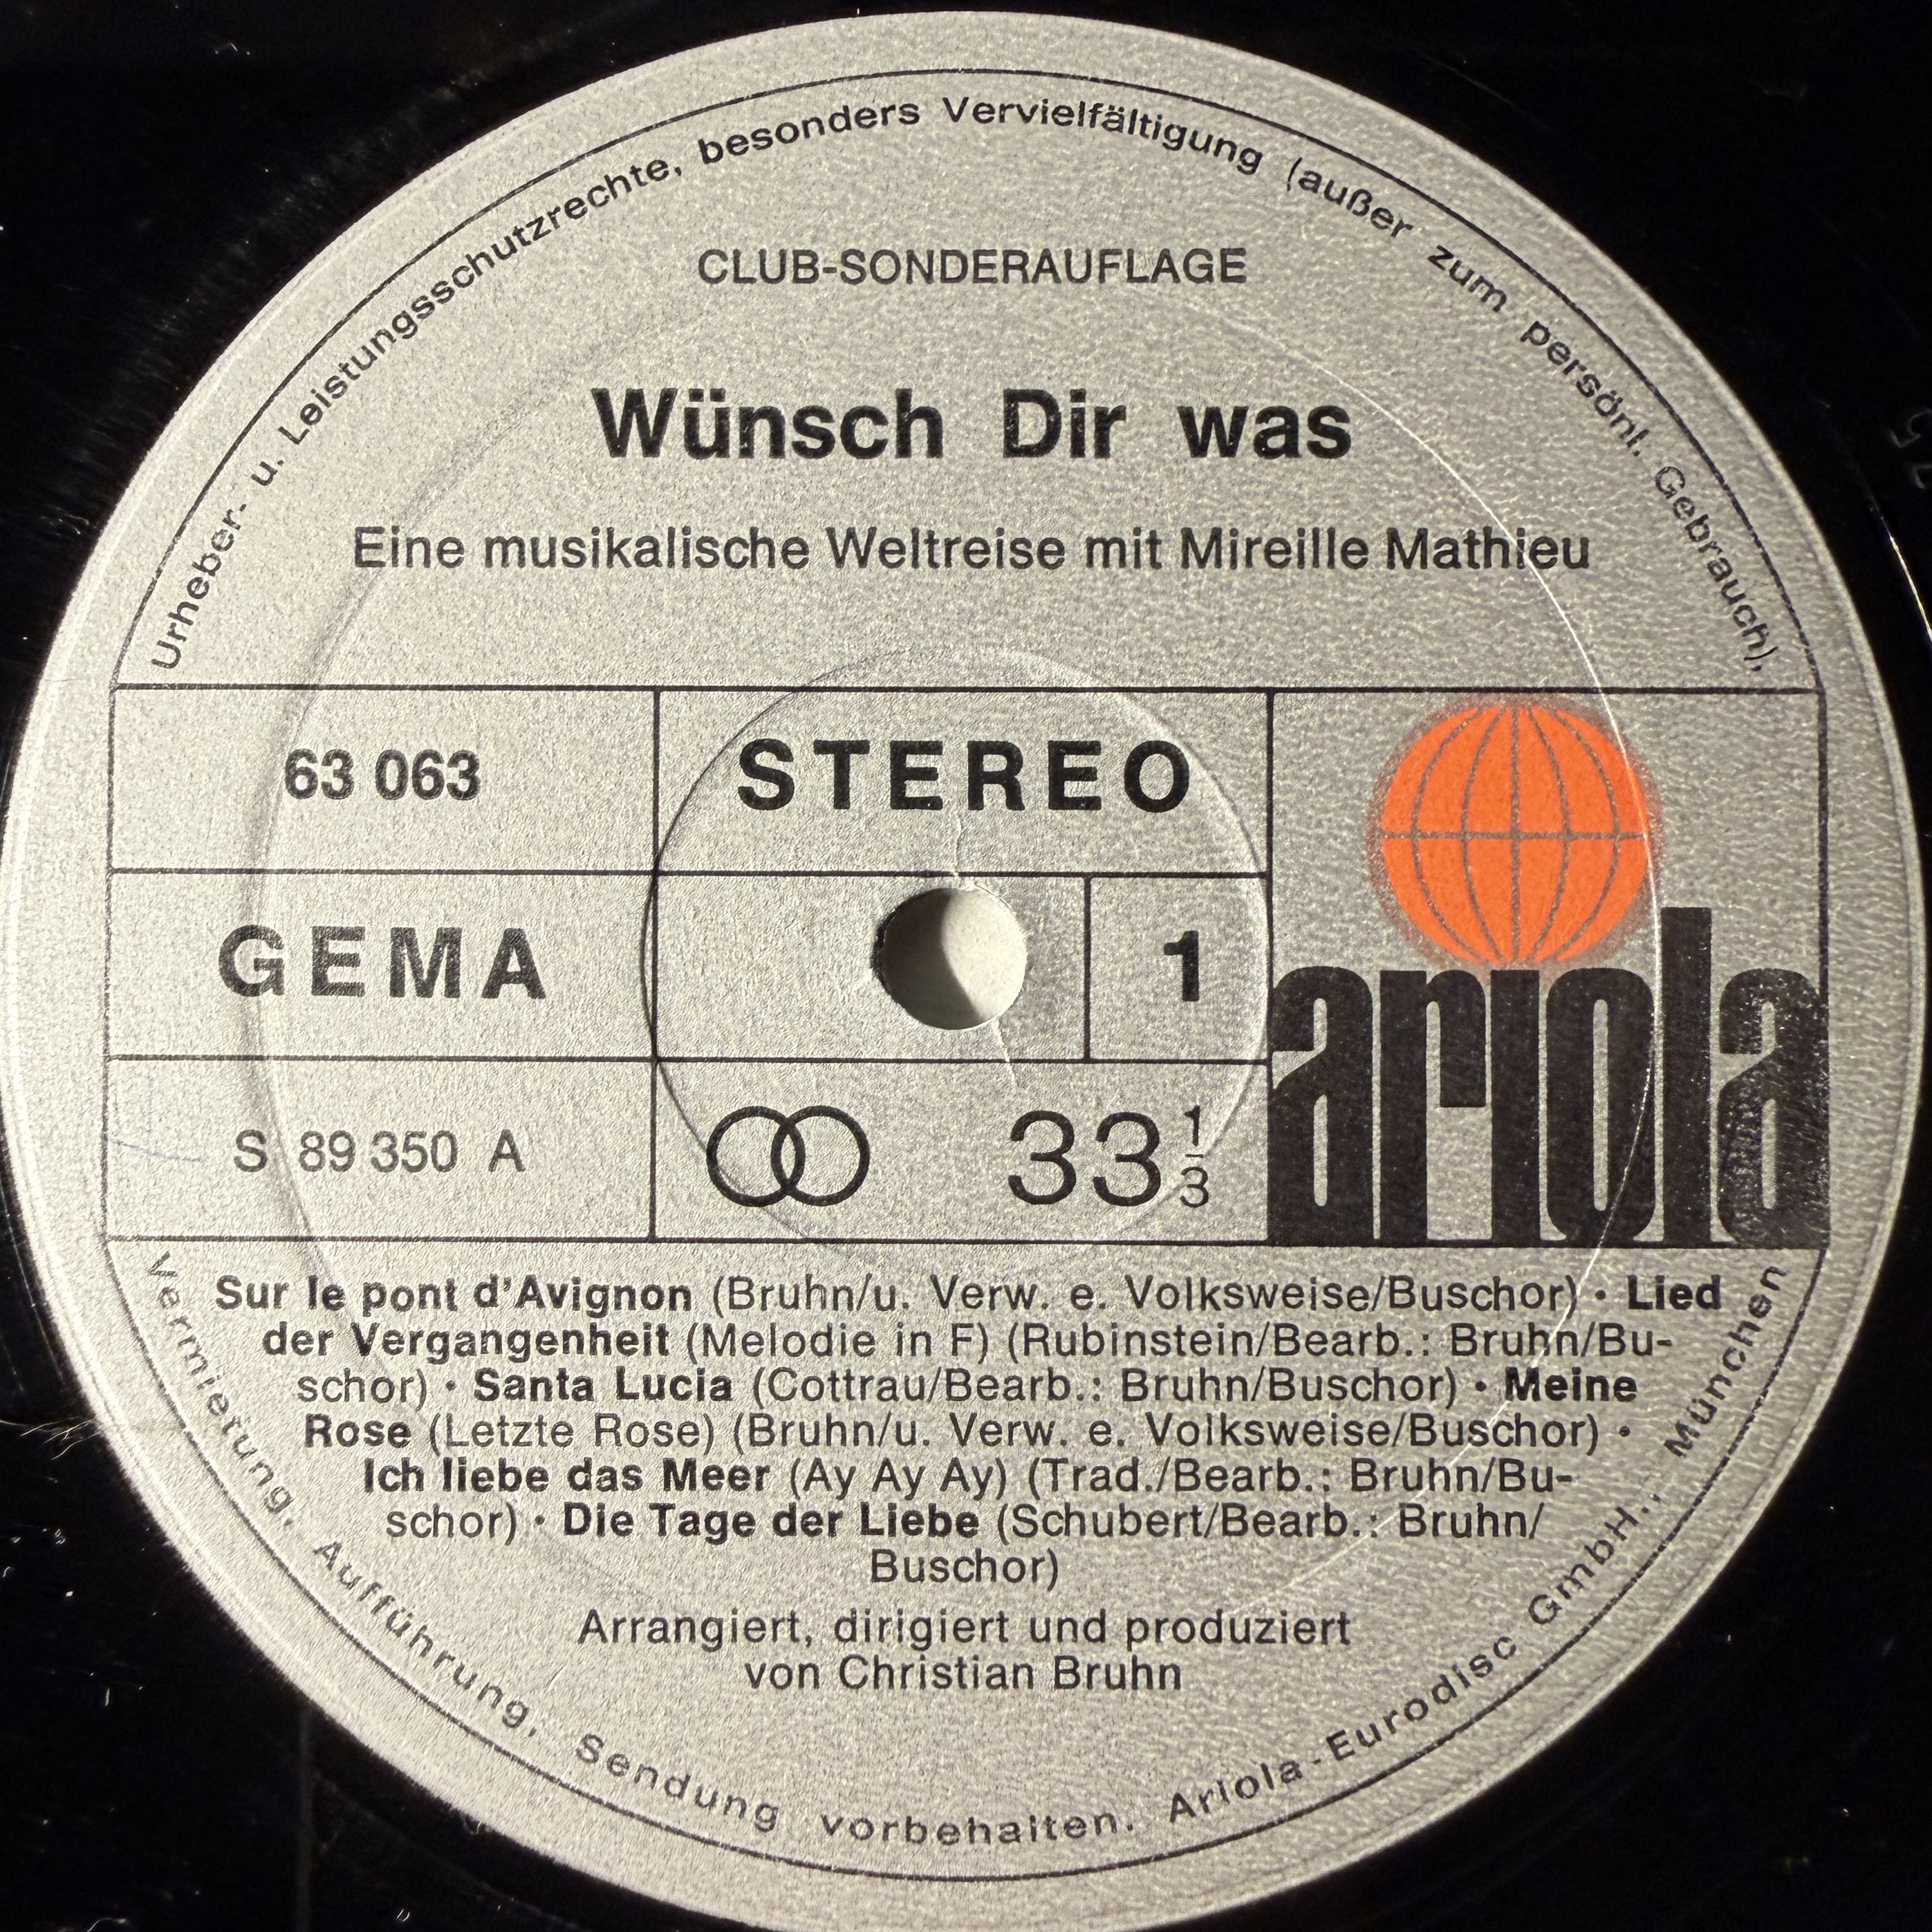 Urheber- u. Leistungsschutzrechte, besonders Vervielfältigung (außer zum persönl. Gebrauch),
CLUB-SONDERAUFLAGE
Wünsch Dir was
Eine musikalische Weltreise mit Mireille Mathieu
63 063
STEREO
GEMA
1
ariola
S 89 350 A
33 1/3
Sur le pont d'Avignon (Bruhn/u. Verw. e. Volksweise/Buschor) · Lied
der Vergangenheit (Melodie in F) (Rubinstein/Bearb.: Bruhn/Bu-
schor) · Santa Lucia (Cottrau/Bearb.: Bruhn/Buschor) · Meine
Rose (Letzte Rose) (Bruhn/u. Verw. e. Volksweise/Buschor) ·
Ich liebe das Meer (Ay Ay Ay) (Trad./Bearb.: Bruhn/Bu-
schor) · Die Tage der Liebe (Schubert/Bearb.: Bruhn/
Buschor)
Arrangiert, dirigiert und produziert
von Christian Bruhn
Vermietung, Aufführung, Sendung vorbehalten. Ariola-Eurodisc GmbH., München